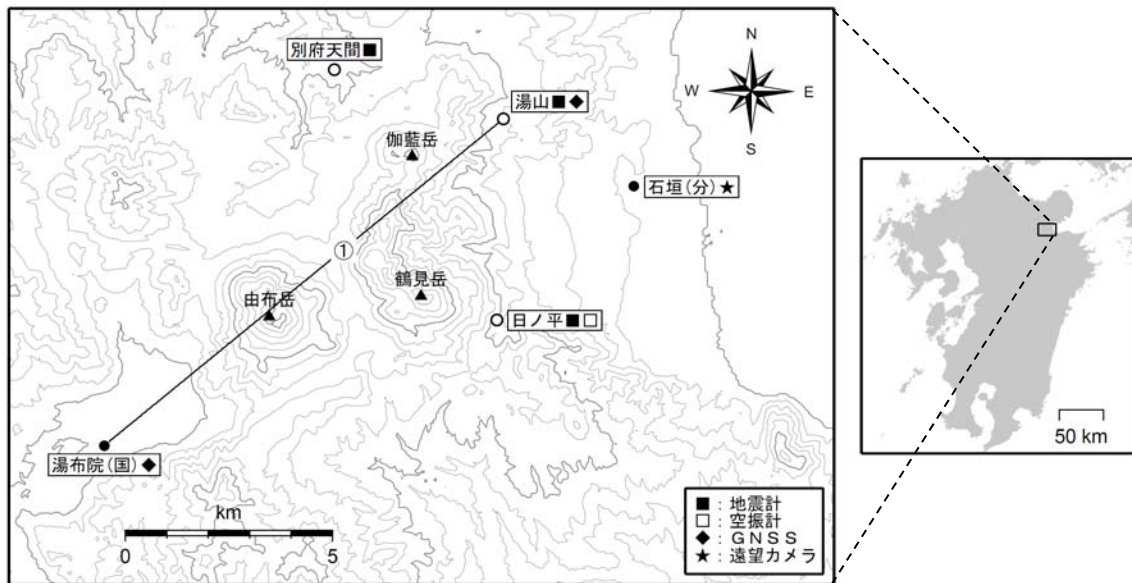 別府天間■
湯山■◆
伽藍岳
N
W E
S
石垣(分)★
①
鶴見岳
由布岳
日ノ平■□
湯布院(国)◆
km
0 5
■:地震計
□:空振計
◆:GNSS
★:遠望カメラ
50 km